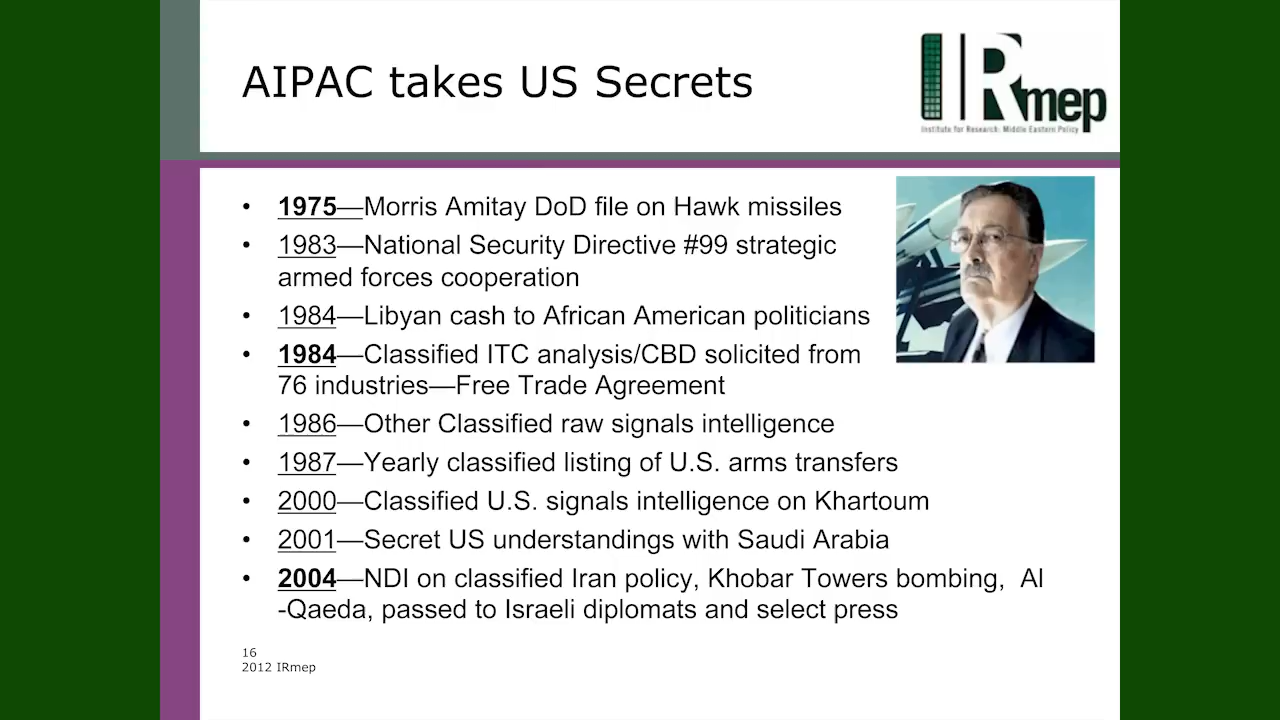 AIPAC takes US Secrets
IRmep
Institute for Research: Middle Eastern Policy
• 1975—Morris Amitay DoD file on Hawk missiles
• 1983—National Security Directive #99 strategic
armed forces cooperation
• 1984—Libyan cash to African American politicians
• 1984—Classified ITC analysis/CBD solicited from
76 industries—Free Trade Agreement
• 1986—Other Classified raw signals intelligence
• 1987—Yearly classified listing of U.S. arms transfers
• 2000—Classified U.S. signals intelligence on Khartoum
• 2001—Secret US understandings with Saudi Arabia
• 2004—NDI on classified Iran policy, Khobar Towers bombing,  Al
-Qaeda, passed to Israeli diplomats and select press
16
2012 IRmep